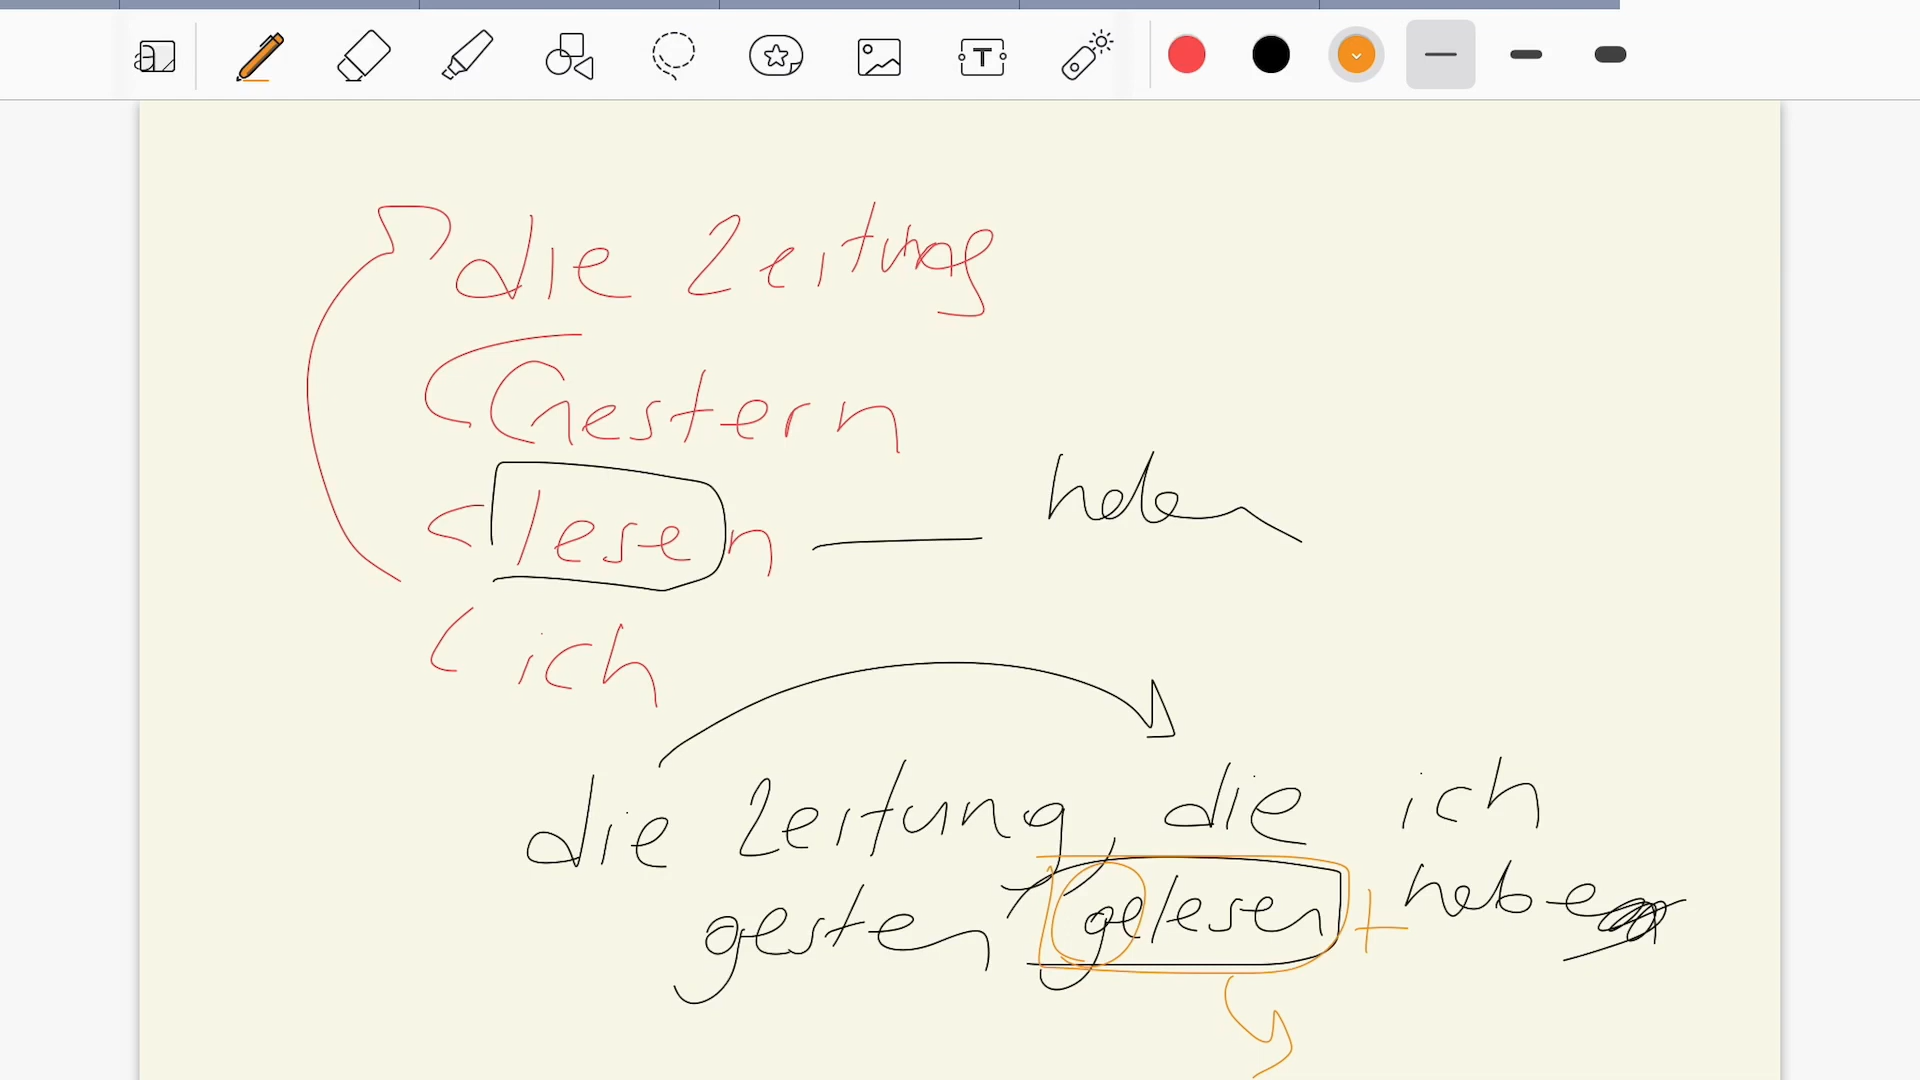 die Zeitung
Gestern
lesen — haben
ich
die Zeitung, die ich
gestern gelesen + habe